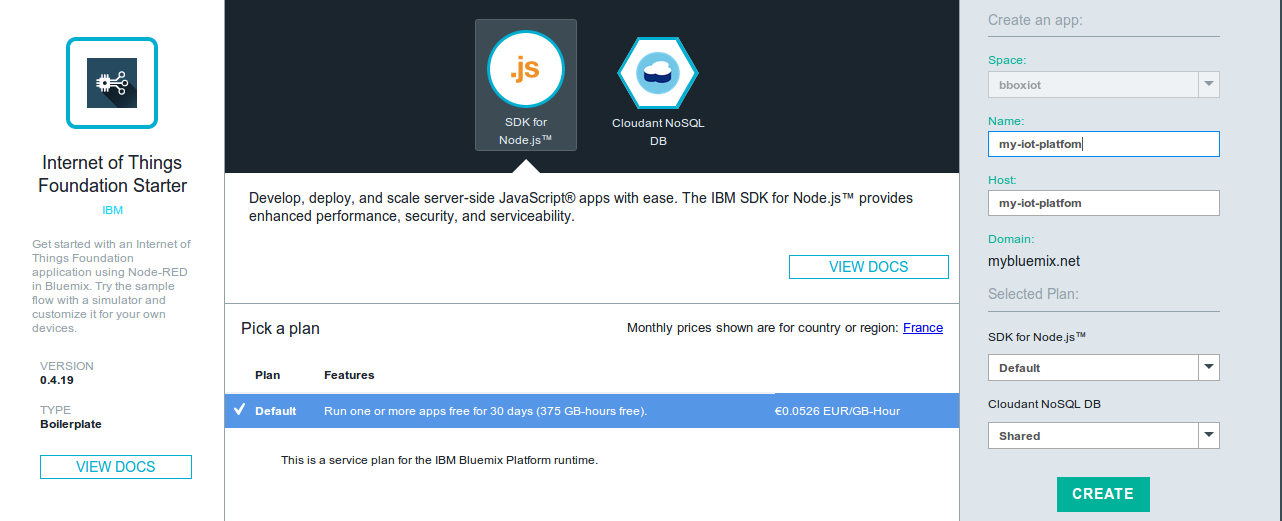 Internet of Things
Foundation Starter
IBM
Get started with an Internet of
Things Foundation
application using Node-RED
in Bluemix. Try the sample
flow with a simulator and
customize it for your own
devices.
VERSION
0.4.19
TYPE
Boilerplate
VIEW DOCS
.js
SDK for
Node.js™
Cloudant NoSQL
DB
Develop, deploy, and scale server-side JavaScript® apps with ease. The IBM SDK for Node.js™ provides
enhanced performance, security, and serviceability.
VIEW DOCS
Pick a plan
Monthly prices shown are for country or region: France
Plan Features
Default Run one or more apps free for 30 days (375 GB-hours free). €0.0526 EUR/GB-Hour
This is a service plan for the IBM Bluemix Platform runtime.
Create an app:
Space:
bboxiot
Name:
my-iot-platfom
Host:
my-iot-platfom
Domain:
mybluemix.net
Selected Plan:
SDK for Node.js™
Default
Cloudant NoSQL DB
Shared
CREATE